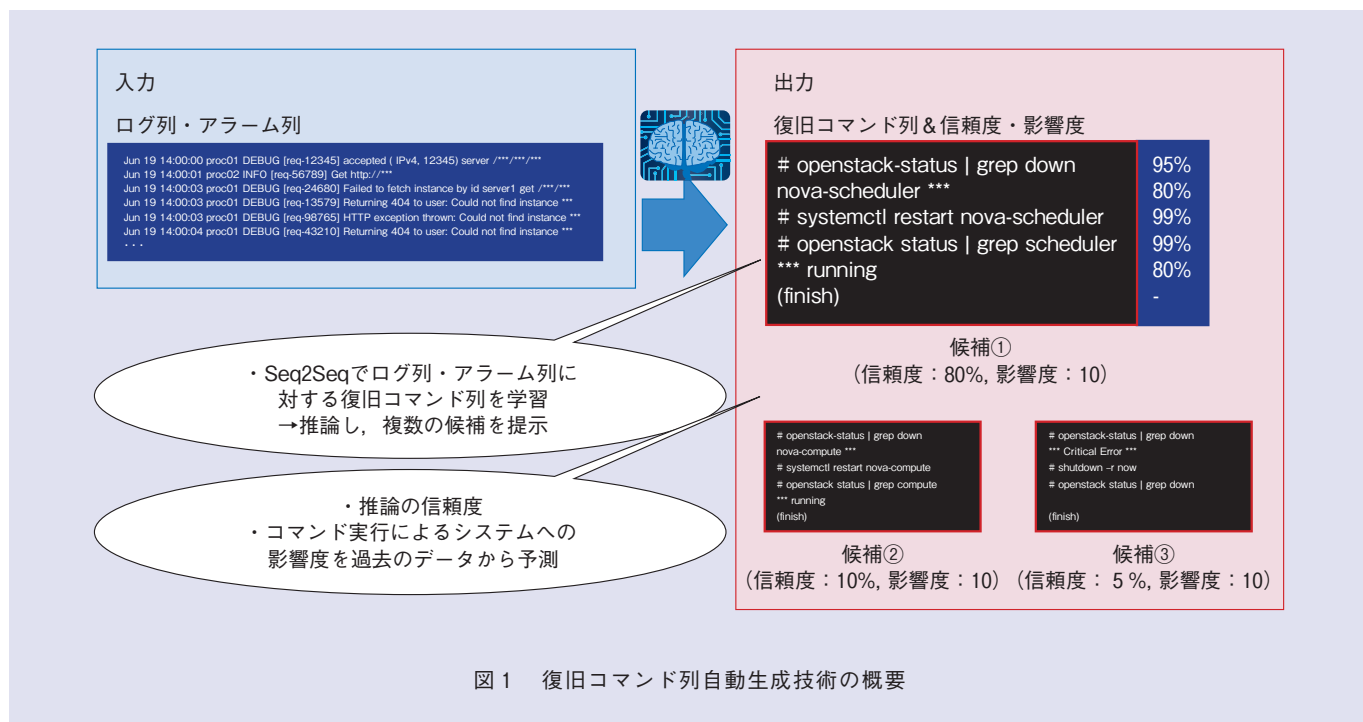 入力
ログ列・アラーム列
Jun 19 14:00:00 proc01 DEBUG [req-12345] accepted ( IPv4, 12345) server /***/***/***
Jun 19 14:00:01 proc02 INFO [req-56789] Get http://***
Jun 19 14:00:03 proc01 DEBUG [req-24680] Failed to fetch instance by id server1 get /***/***
Jun 19 14:00:03 proc01 DEBUG [req-13579] Returning 404 to user: Could not find instance ***
Jun 19 14:00:03 proc01 DEBUG [req-98765] HTTP exception thrown: Could not find instance ***
Jun 19 14:00:04 proc01 DEBUG [req-43210] Returning 404 to user: Could not find instance ***
・・・
出力
復旧コマンド列＆信頼度・影響度
# openstack-status | grep down 95%
nova-scheduler *** 80%
# systemctl restart nova-scheduler 99%
# openstack status | grep scheduler 99%
*** running 80%
(finish) -
候補①
（信頼度：80%, 影響度：10）
・Seq2Seqでログ列・アラーム列に
対する復旧コマンド列を学習
→推論し，複数の候補を提示
・推論の信頼度
・コマンド実行によるシステムへの
影響度を過去のデータから予測
# openstack-status | grep down
nova-compute ***
# systemctl restart nova-compute
# openstack status | grep compute
*** running
(finish)
候補②
（信頼度：10%, 影響度：10）
# openstack-status | grep down
*** Critical Error ***
# shutdown –r now
# openstack status | grep down
(finish)
候補③
（信頼度：5%, 影響度：10）
図1 復旧コマンド列自動生成技術の概要